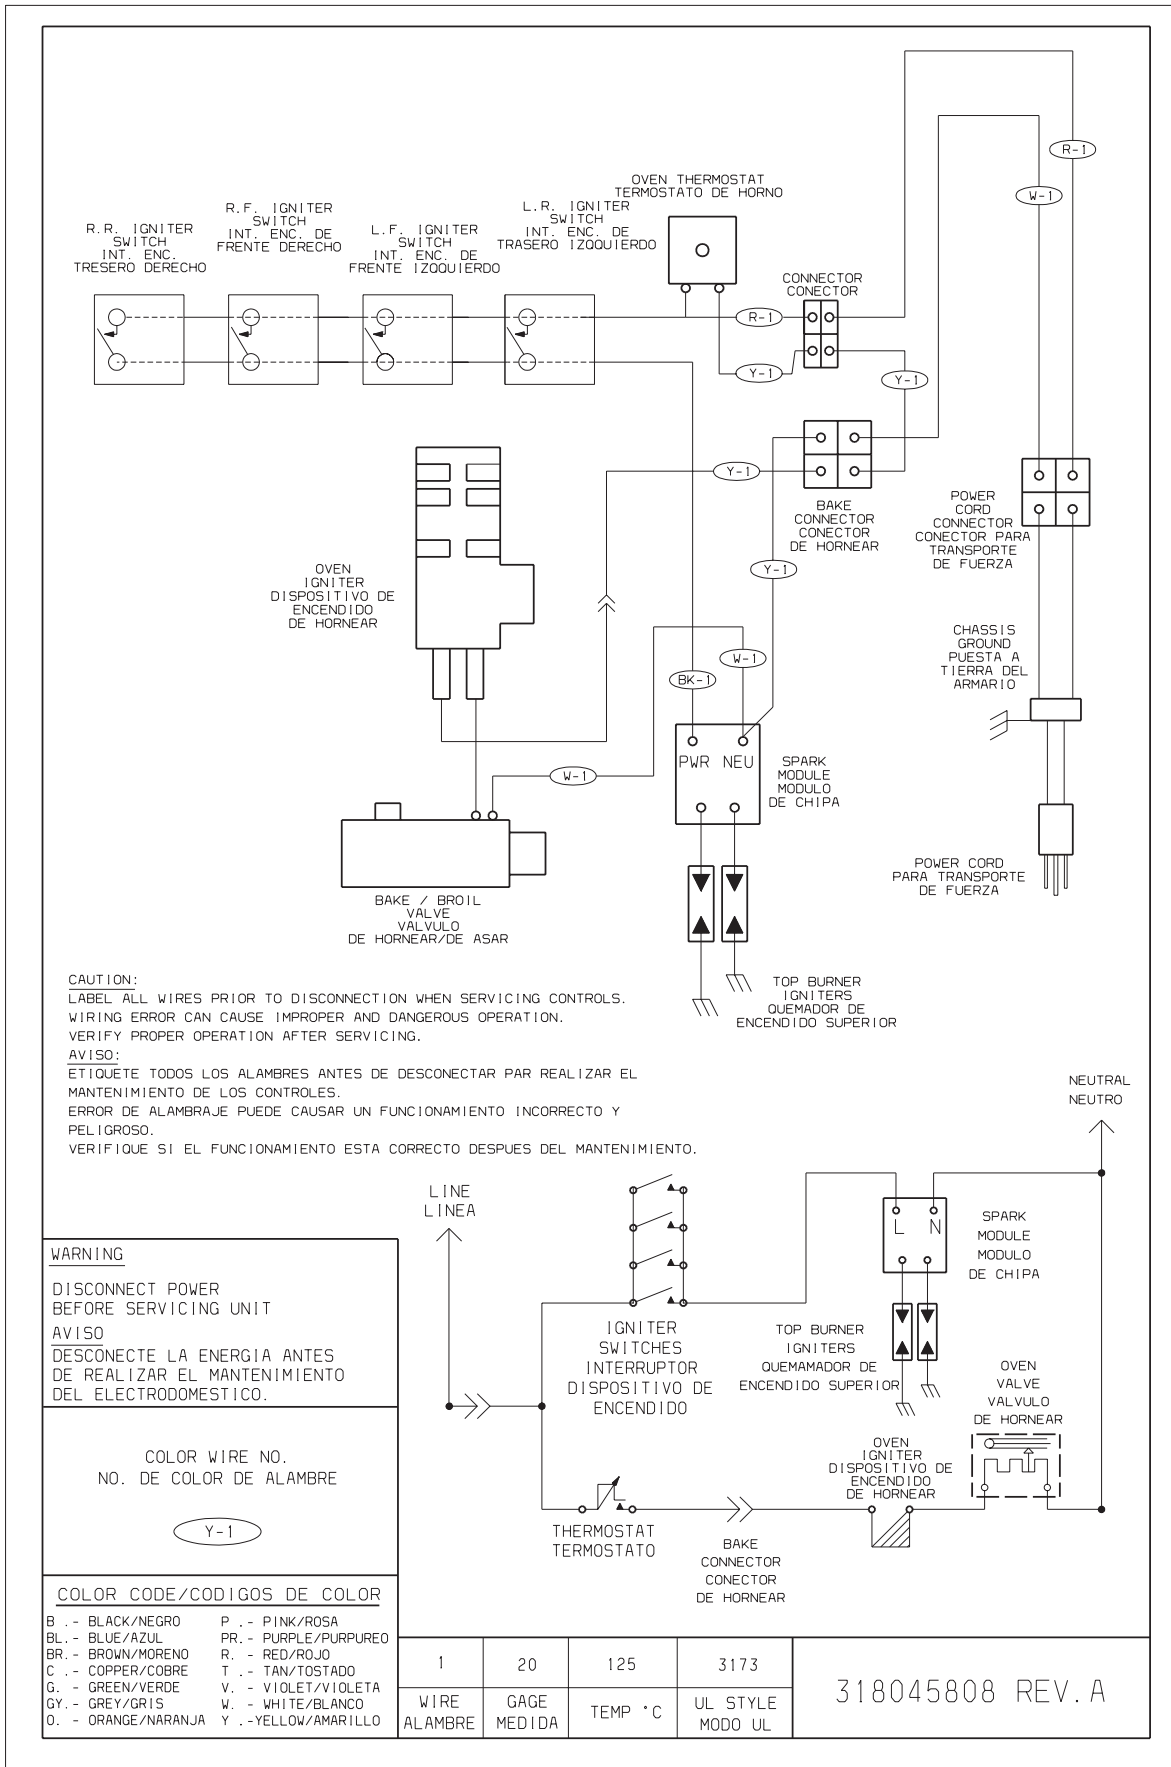 R-1
W-1
OVEN THERMOSTAT
TERMOSTATO DE HORNO
R.R. IGNITER
SWITCH
INT. ENC.
TRESERO DERECHO
R.F. IGNITER
SWITCH
INT. ENC. DE
FRENTE DERECHO
L.F. IGNITER
SWITCH
INT. ENC. DE
FRENTE IZQQUIERDO
L.R. IGNITER
SWITCH
INT. ENC. DE
TRASERO IZQQUIERDO
CONNECTOR
CONECTOR
R-1
Y-1
Y-1
Y-1
BAKE
CONNECTOR
CONECTOR
DE HORNEAR
POWER
CORD
CONNECTOR
CONECTOR PARA
TRANSPORTE
DE FUERZA
OVEN
IGNITER
DISPOSITIVO DE
ENCENDIDO
DE HORNEAR
Y-1
W-1
BK-1
CHASSIS
GROUND
PUESTA A
TIERRA DEL
ARMARIO
PWR NEU
SPARK
MODULE
MODULO
DE CHIPA
W-1
POWER CORD
PARA TRANSPORTE
DE FUERZA
BAKE / BROIL
VALVE
VALVULO
DE HORNEAR/DE ASAR
TOP BURNER
IGNITERS
QUEMADOR DE
ENCENDIDO SUPERIOR
CAUTION:
LABEL ALL WIRES PRIOR TO DISCONNECTION WHEN SERVICING CONTROLS.
WIRING ERROR CAN CAUSE IMPROPER AND DANGEROUS OPERATION.
VERIFY PROPER OPERATION AFTER SERVICING.
AVISO:
ETIQUETE TODOS LOS ALAMBRES ANTES DE DESCONECTAR PAR REALIZAR EL
MANTENIMIENTO DE LOS CONTROLES.
ERROR DE ALAMBRAJE PUEDE CAUSAR UN FUNCIONAMIENTO INCORRECTO Y
PELIGROSO.
VERIFIQUE SI EL FUNCIONAMIENTO ESTA CORRECTO DESPUES DEL MANTENIMIENTO.
NEUTRAL
NEUTRO
LINE
LINEA
L N
SPARK
MODULE
MODULO
DE CHIPA
IGNITER
SWITCHES
INTERRUPTOR
DISPOSITIVO DE
ENCENDIDO
TOP BURNER
IGNITERS
QUEMAMADOR DE
ENCENDIDO SUPERIOR
OVEN
VALVE
VALVULO
DE HORNEAR
OVEN
IGNITER
DISPOSITIVO DE
ENCENDIDO
DE HORNEAR
THERMOSTAT
TERMOSTATO
BAKE
CONNECTOR
CONECTOR
DE HORNEAR
WARNING
DISCONNECT POWER
BEFORE SERVICING UNIT
AVISO
DESCONECTE LA ENERGIA ANTES
DE REALIZAR EL MANTENIMIENTO
DEL ELECTRODOMESTICO.
COLOR WIRE NO.
NO. DE COLOR DE ALAMBRE
Y-1
COLOR CODE/CODIGOS DE COLOR
B .- BLACK/NEGRO P .- PINK/ROSA
BL.- BLUE/AZUL PR.- PURPLE/PURPUREO
BR.- BROWN/MORENO R. - RED/ROJO
C .- COPPER/COBRE T .- TAN/TOSTADO
G. - GREEN/VERDE V. - VIOLET/VIOLETA
GY.- GREY/GRIS W. - WHITE/BLANCO
O. - ORANGE/NARANJA Y .-YELLOW/AMARILLO
1 20 125 3173
WIRE ALAMBRE GAGE MEDIDA TEMP °C UL STYLE MODO UL
318045808 REV.A